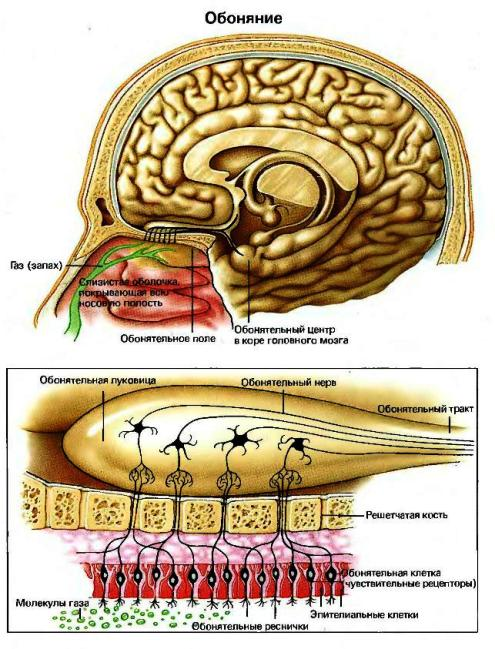 Обоняние
Газ (запах)
Слизистая оболочка,
покрывающая всю
носовую полость
Обонятельное поле
Обонятельный центр
в коре головного мозга
Обонятельная луковица
Обонятельный нерв
Обонятельный тракт
Решетчатая кость
Обонятельная клетка
(чувствительные рецепторы)
Эпителиальные клетки
Молекулы газа
Обонятельные реснички